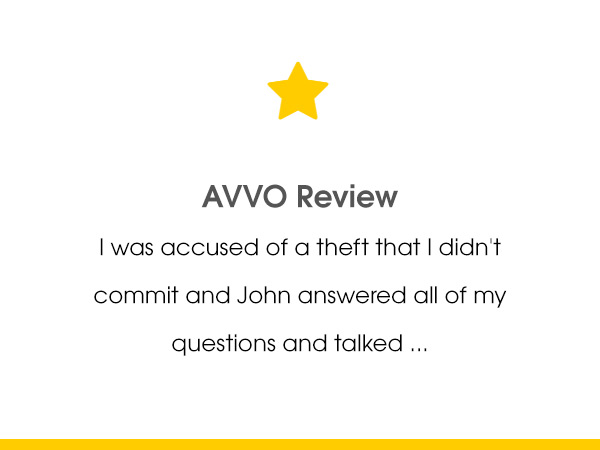 AVVO Review
I was accused of a theft that I didn't
commit and John answered all of my
questions and talked ...